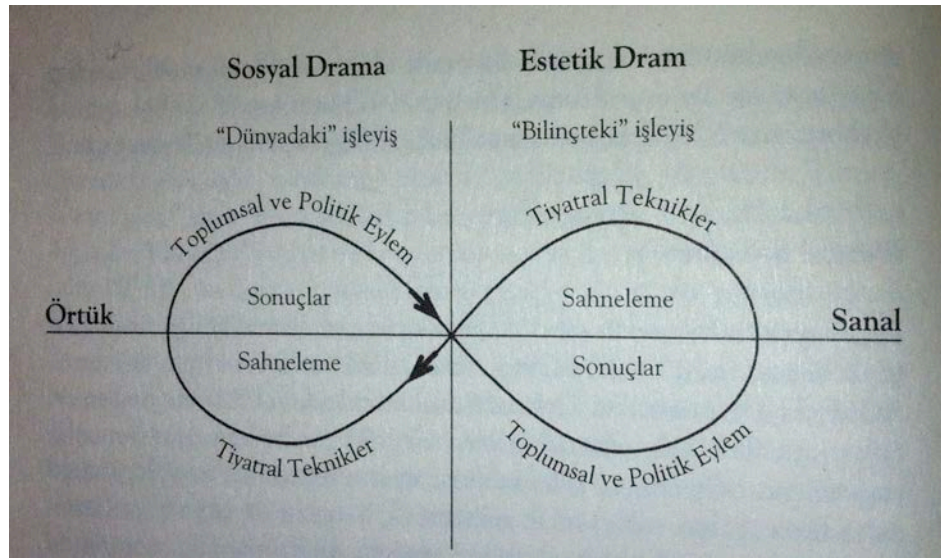 Sosyal Drama
Estetik Dram
"Dünyadaki" işleyiş
"Bilinçteki" işleyiş
Toplumsal ve Politik Eylem
Tiyatral Teknikler
Sonuçlar
Sahneleme
Örtük
Sanal
Sahneleme
Sonuçlar
Tiyatral Teknikler
Toplumsal ve Politik Eylem